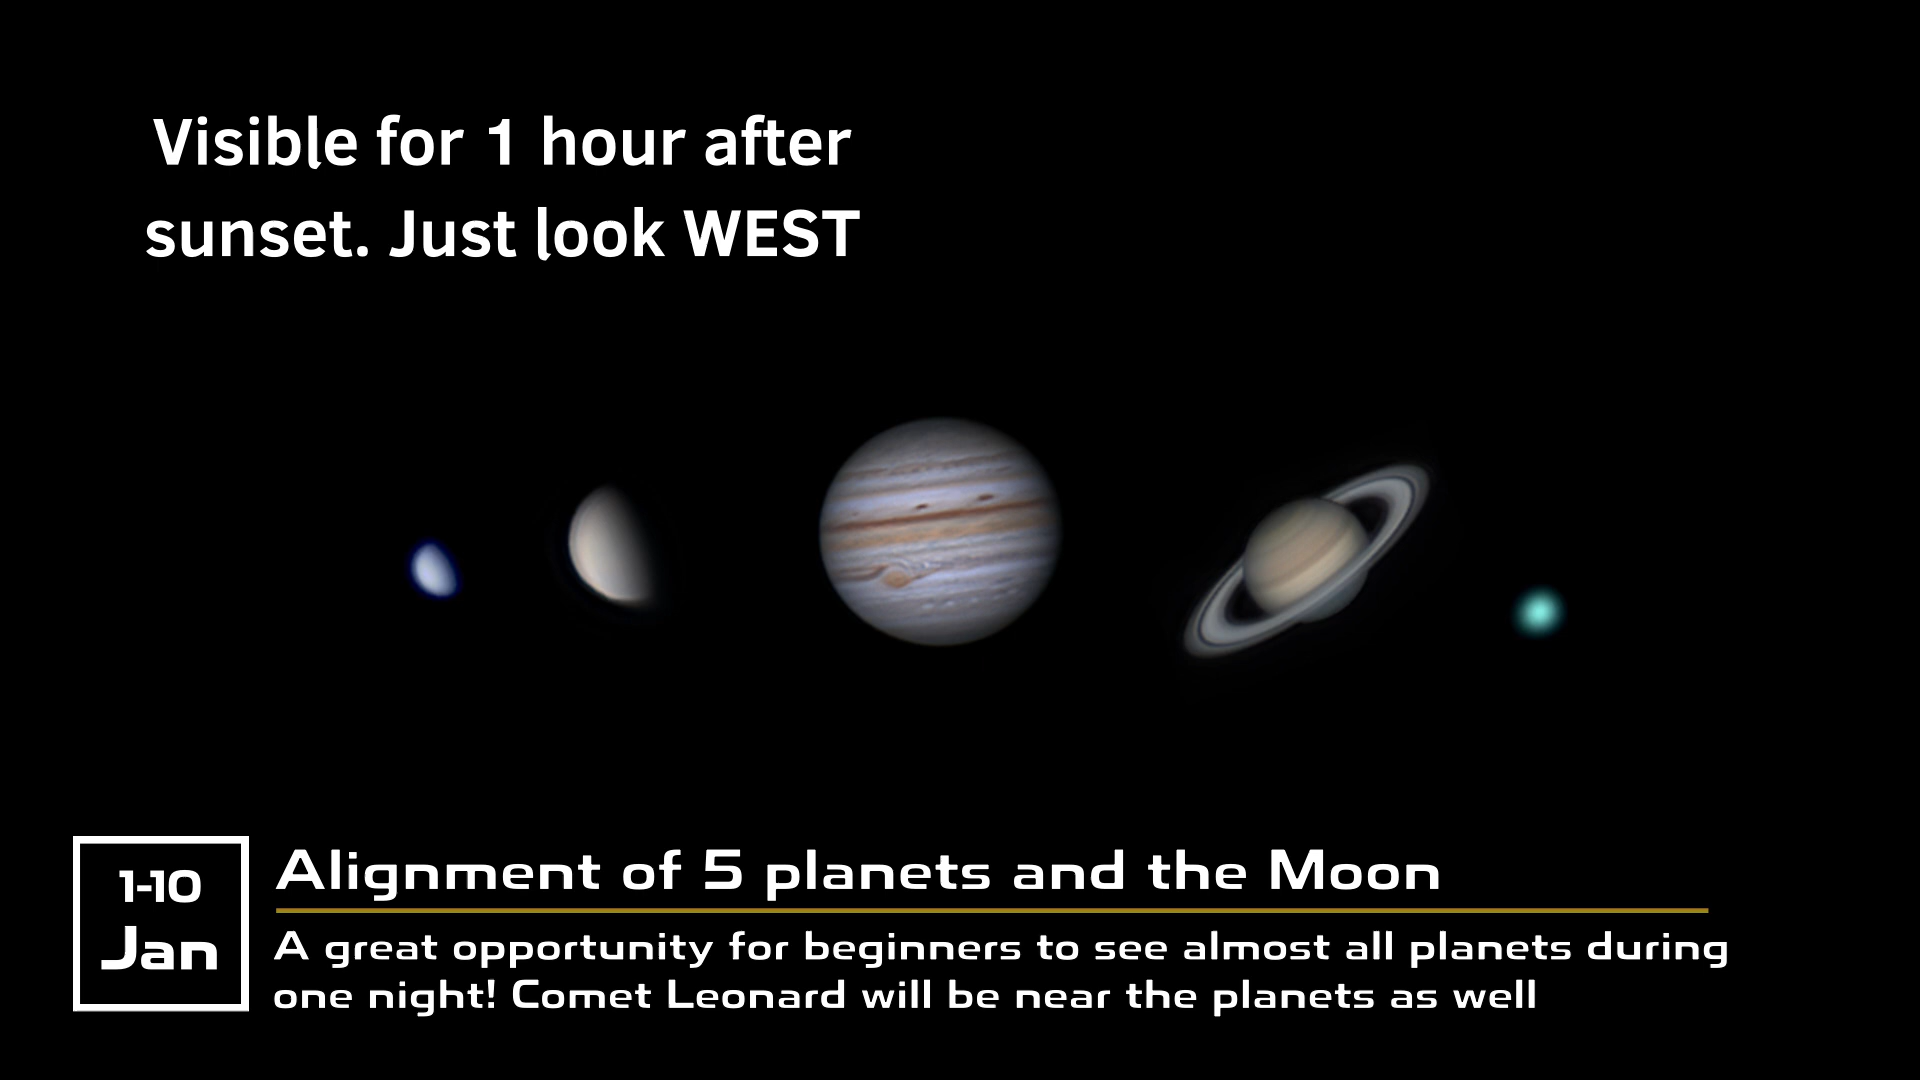 Visible for 1 hour after
sunset. Just look WEST
1-10
Jan
Alignment of 5 planets and the Moon
A great opportunity for beginners to see almost all planets during
one night! Comet Leonard will be near the planets as well